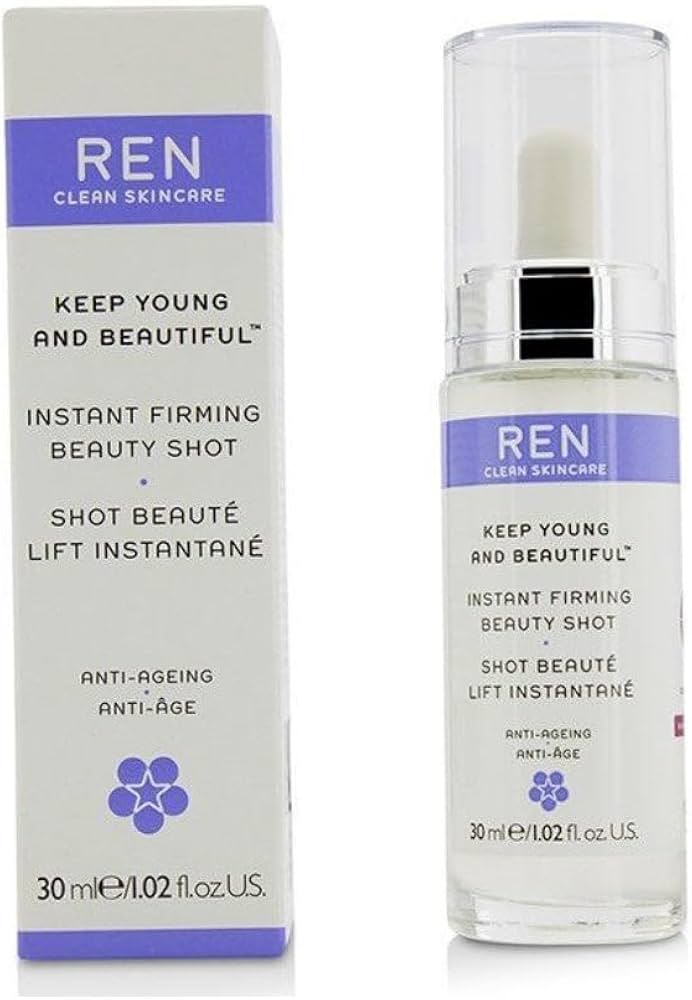 REN
CLEAN SKINCARE
KEEP YOUNG
AND BEAUTIFUL™
INSTANT FIRMING
BEAUTY SHOT
•
SHOT BEAUTÉ
LIFT INSTANTANÉ
ANTI-AGEING
•
ANTI-ÂGE
30 ml℮/1.02 fl.oz.U.S.
REN
CLEAN SKINCARE
KEEP YOUNG
AND BEAUTIFUL™
INSTANT FIRMING
BEAUTY SHOT
•
SHOT BEAUTÉ
LIFT INSTANTANÉ
ANTI-AGEING
•
ANTI-ÂGE
30 ml℮/1.02 fl.oz.U.S.